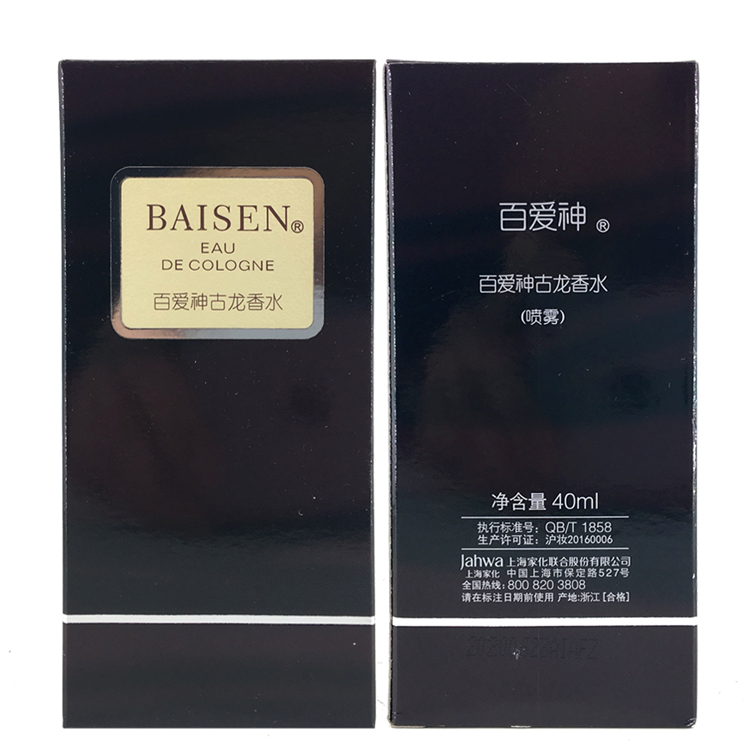 BAISEN®
EAU
DE COLOGNE
百爱神古龙香水
百爱神®
百爱神古龙香水
(喷雾)
净含量 40ml
执行标准号：QB/T 1858
生产许可证：沪妆20160006
Jahwa 上海家化联合股份有限公司
上海家化 中国上海市保定路527号
全国热线:800 820 3808
请在标注日期前使用 产地:浙江 [合格]